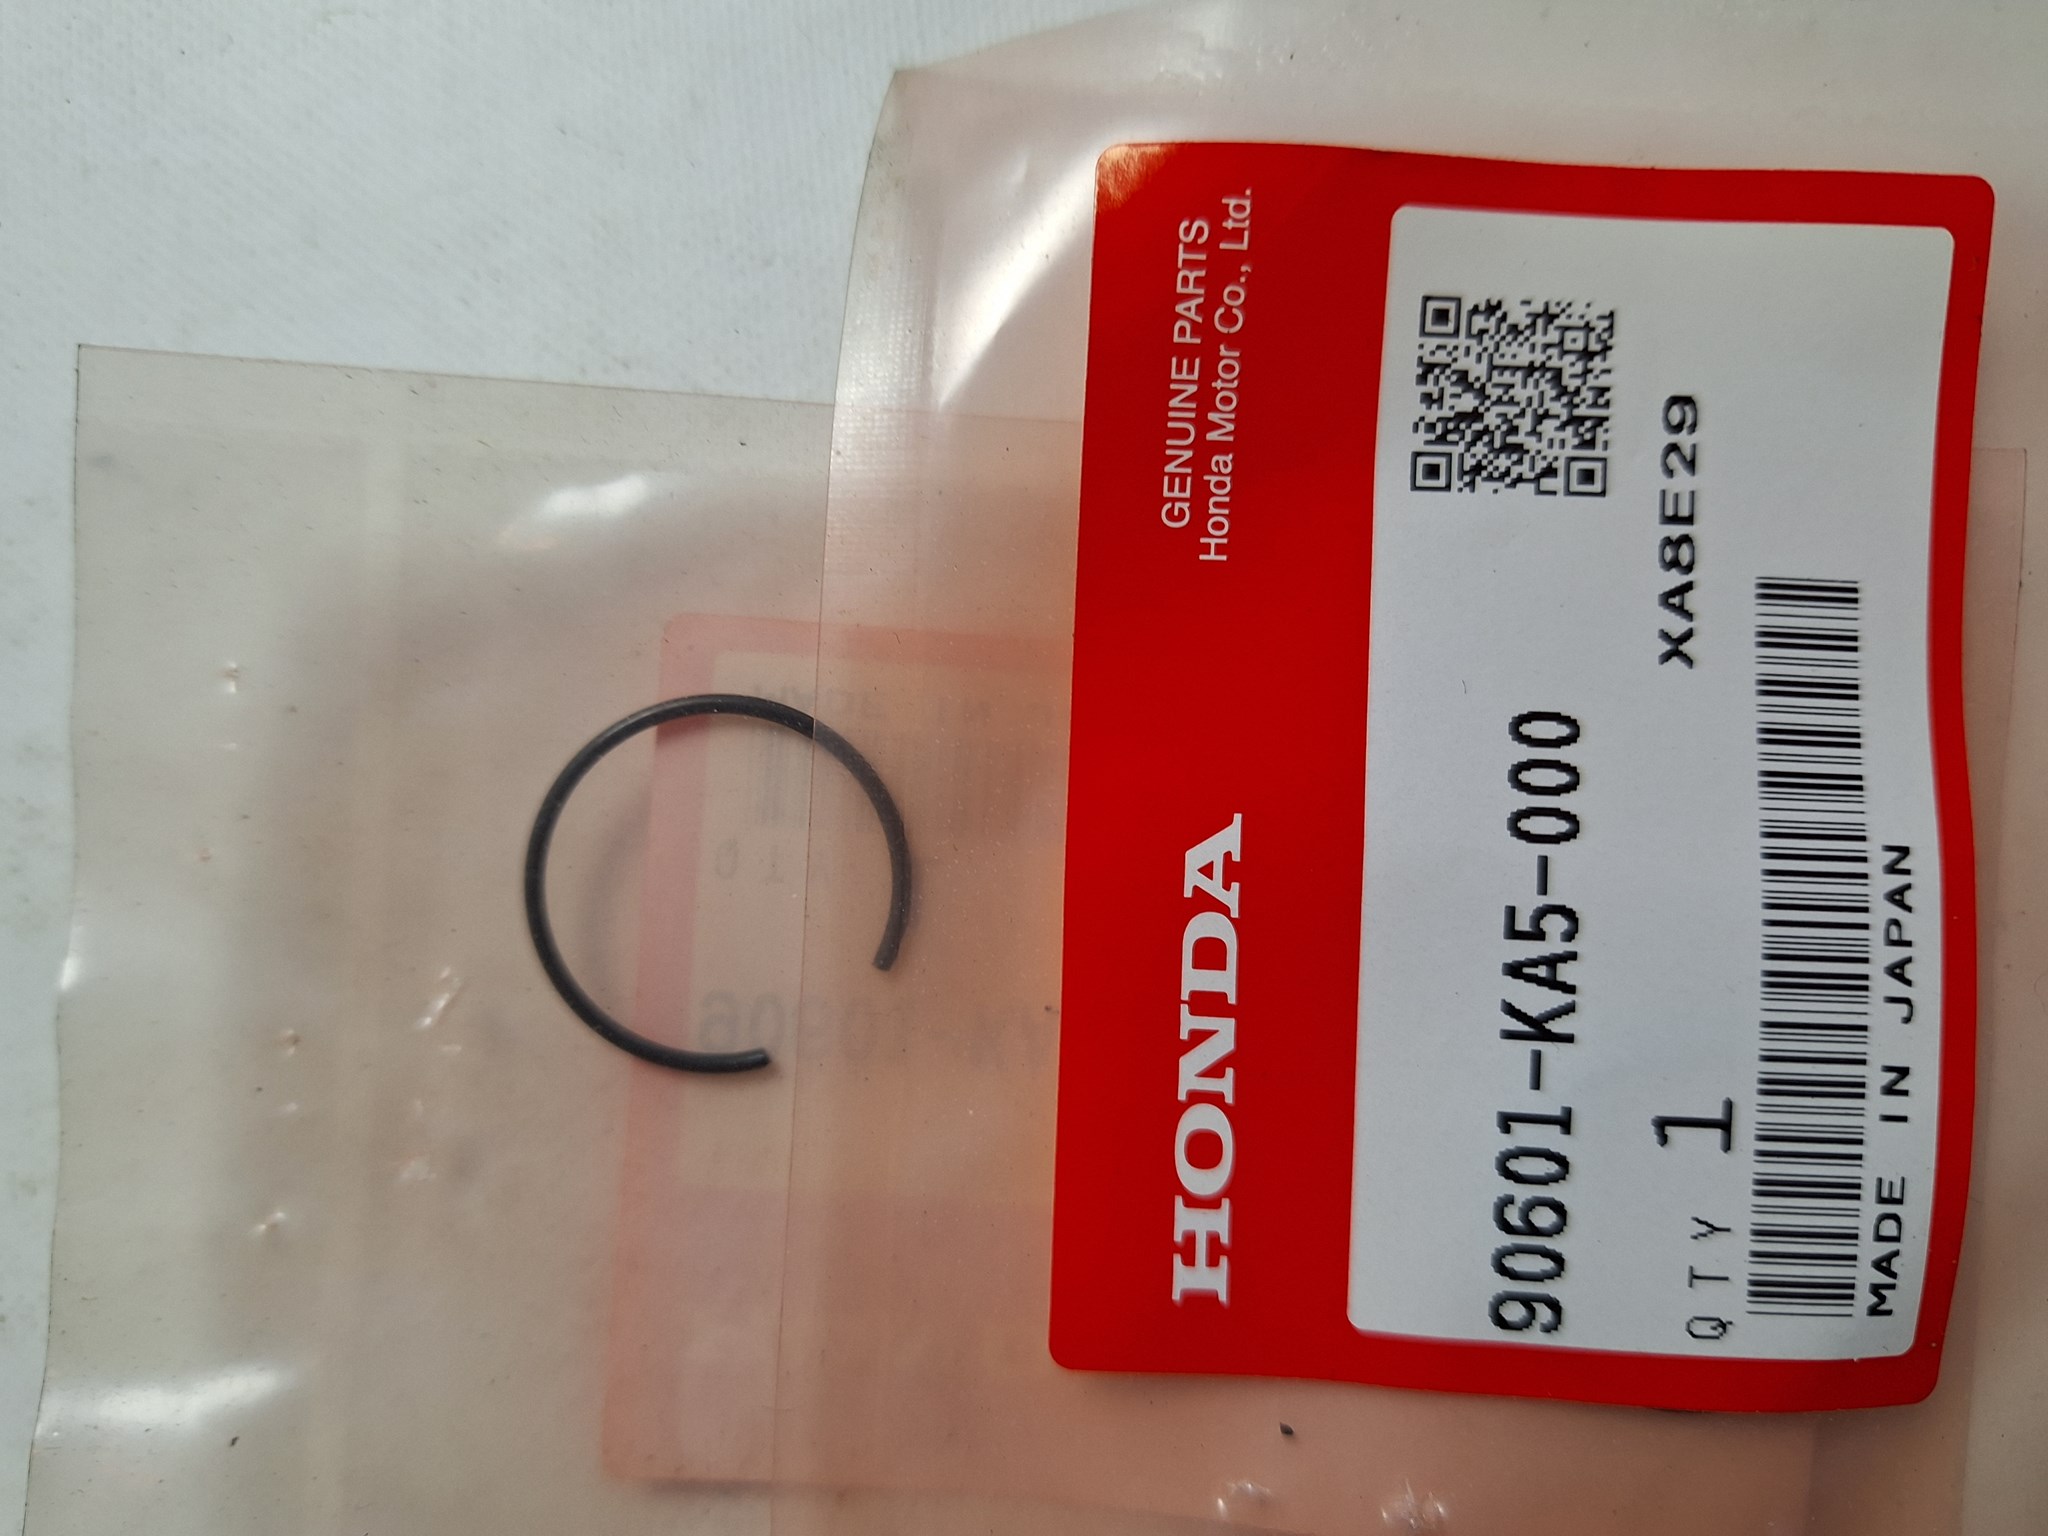 HONDA
GENUINE PARTS
Honda Motor Co., Ltd.
90601-KA5-000
QTY 1
XA8E29
MADE IN JAPAN